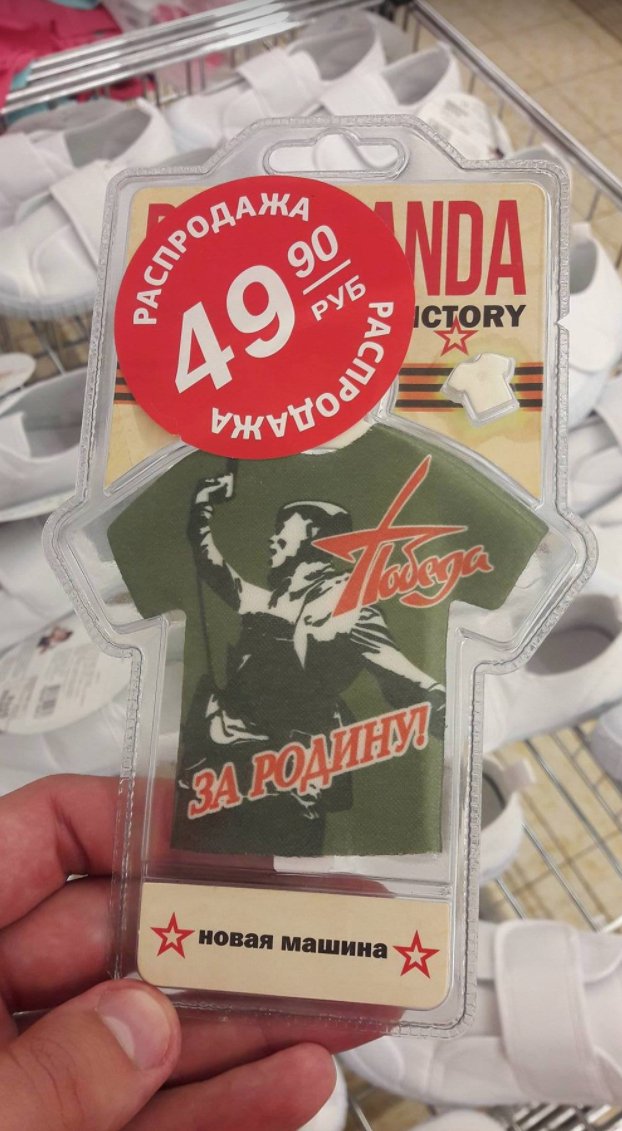 РАСПРОДАЖА
49 90
РУБ
РАСПРОДАЖА
NDA
ICTORY
Победа
ЗА РОДИНУ!
новая машина